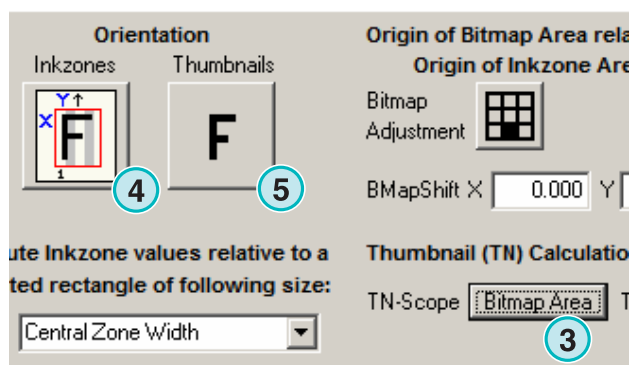 Orientation
Inkzones
Thumbnails
Y
X
F
1
4
F
5
ute Inkzone values relative to a
ted rectangle of following size:
Central Zone Width
Origin of Bitmap Area rela
Origin of Inkzone Are
Bitmap
Adjustment
BMapShift X 0.000 Y
Thumbnail (TN) Calculatio
TN-Scope Bitmap Area T
3